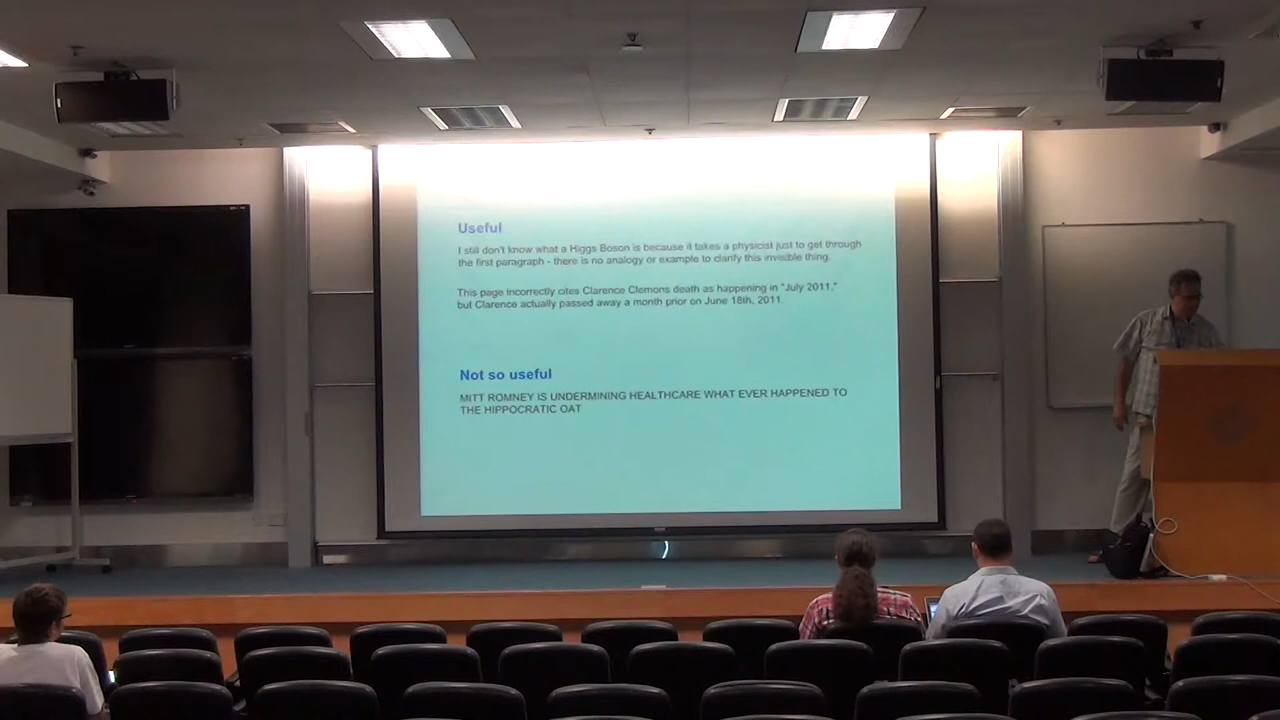 Useful
I still don't know what a Higgs Boson is because it takes a physicist just to get through
the first paragraph - there is no analogy or example to clarify this invisible thing.
This page incorrectly cites Clarence Clemons death as happening in "July 2011,"
but Clarence actually passed away a month prior on June 18th, 2011.
Not so useful
MITT ROMNEY IS UNDERMINING HEALTHCARE WHAT EVER HAPPENED TO
THE HIPPOCRATIC OAT